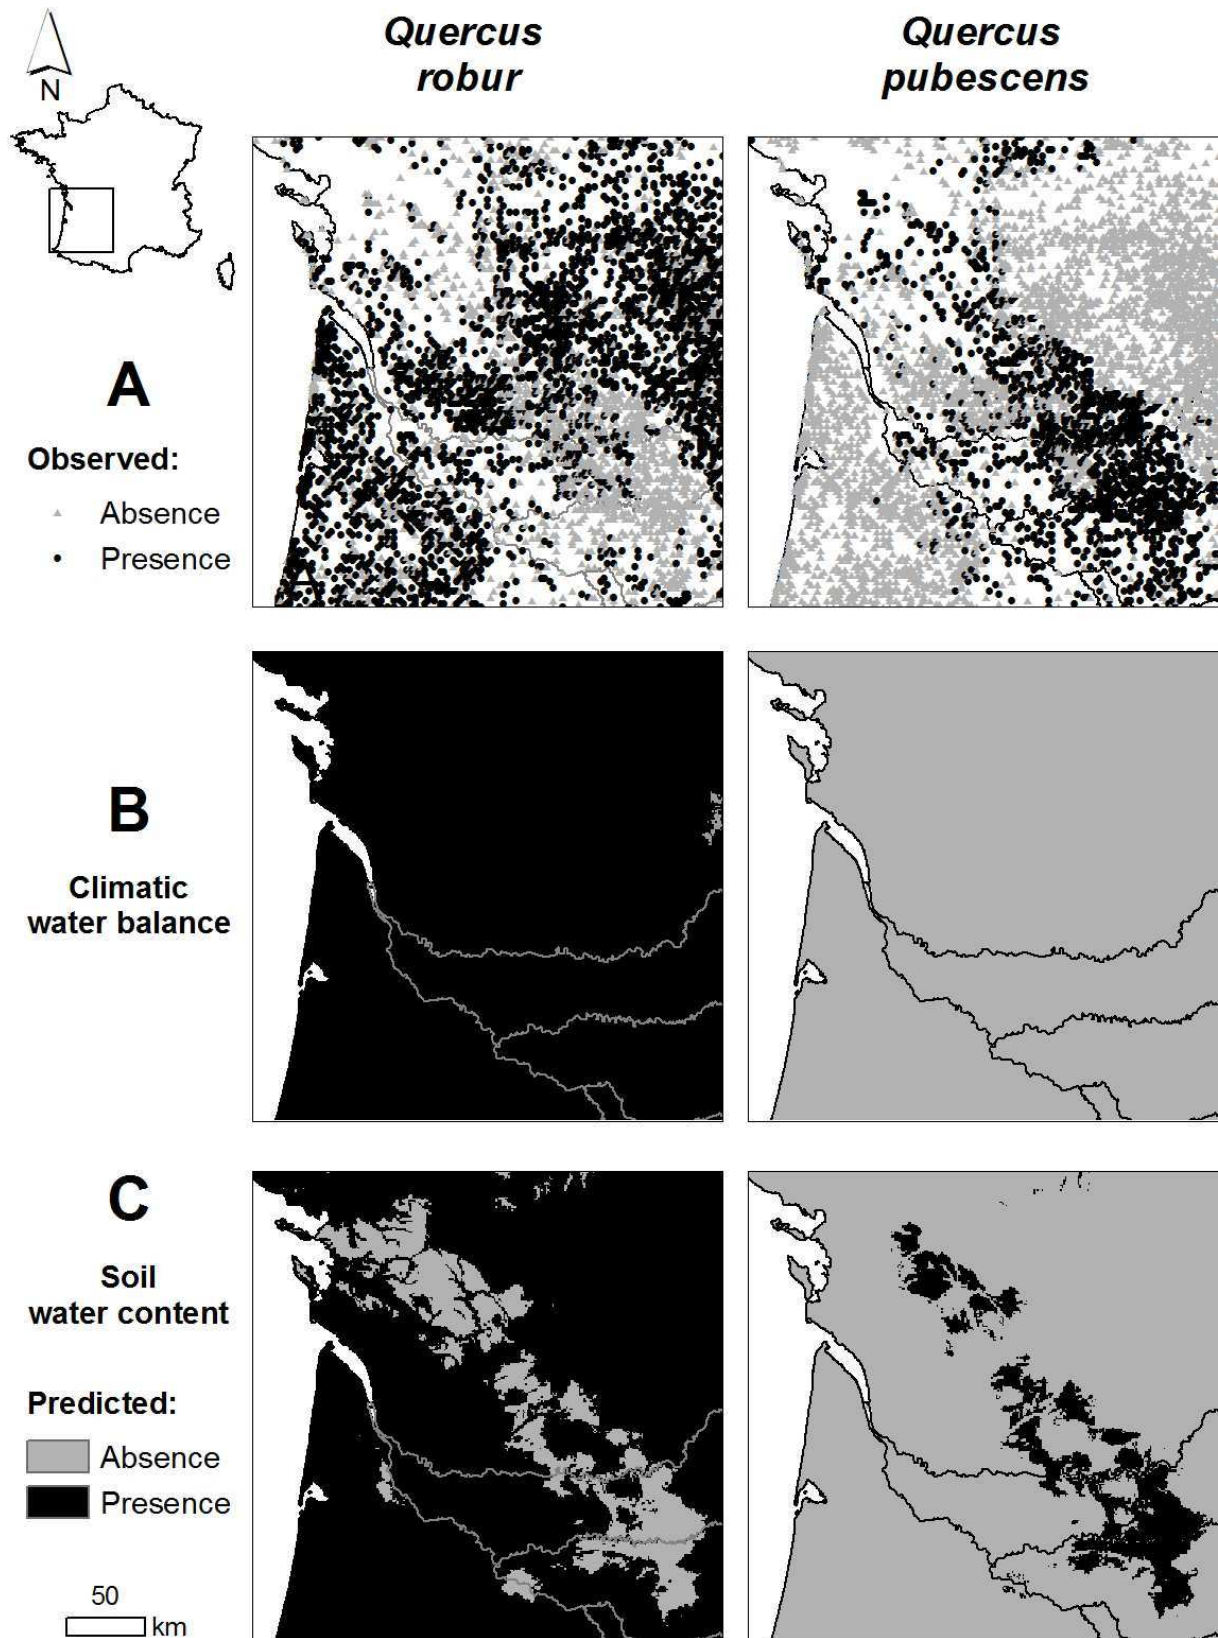 Quercus
robur
Quercus
pubescens
N
A
Observed:
Absence
Presence
B
Climatic
water balance
C
Soil
water content
Predicted:
Absence
Presence
50
km